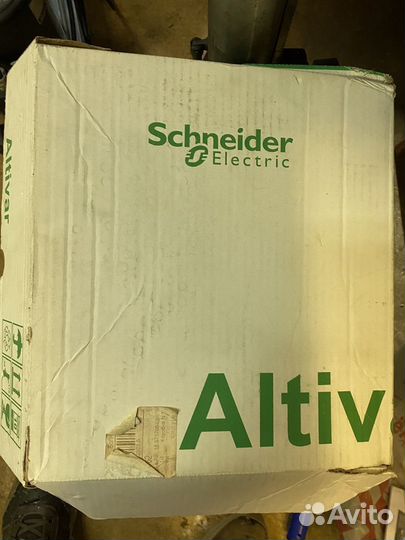 Schneider
Electric
Altivar
Altiv
Avito